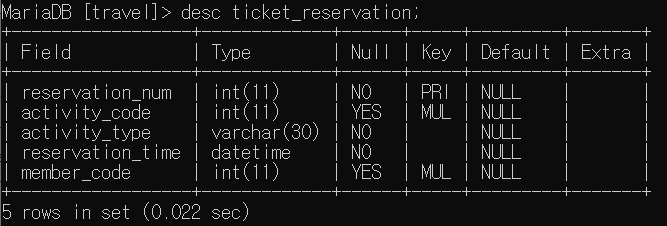 MariaDB [travel]> desc ticket_reservation;
+------------------+-------------+------+-----+---------+-------+
| Field            | Type        | Null | Key | Default | Extra |
+------------------+-------------+------+-----+---------+-------+
| reservation_num  | int(11)     | NO   | PRI | NULL    |       |
| activity_code    | int(11)     | YES  | MUL | NULL    |       |
| activity_type    | varchar(30) | NO   |     | NULL    |       |
| reservation_time | datetime    | NO   |     | NULL    |       |
| member_code      | int(11)     | YES  | MUL | NULL    |       |
+------------------+-------------+------+-----+---------+-------+
5 rows in set (0.022 sec)